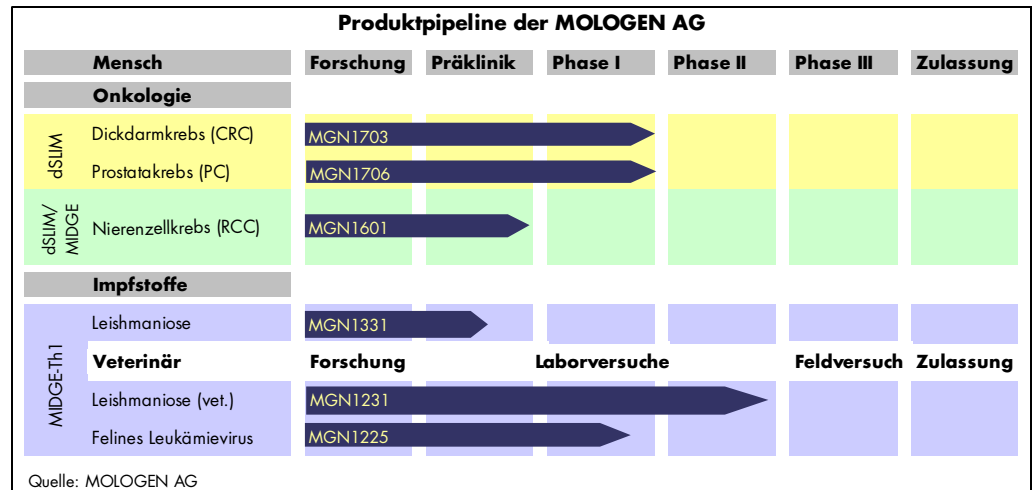 Produktpipeline der MOLOGEN AG
Mensch Forschung Präklinik Phase I Phase II Phase III Zulassung
Onkologie
dSLIM
Dickdarmkrebs (CRC) MGN1703
Prostatakrebs (PC) MGN1706
dSLIM/
MIDGE
Nierenzellkrebs (RCC) MGN1601
Impfstoffe
MIDGE-Th1
Leishmaniose MGN1331
Veterinär Forschung Laborversuche Feldversuch Zulassung
Leishmaniose (vet.) MGN1231
Felines Leukämievirus MGN1225
Quelle: MOLOGEN AG